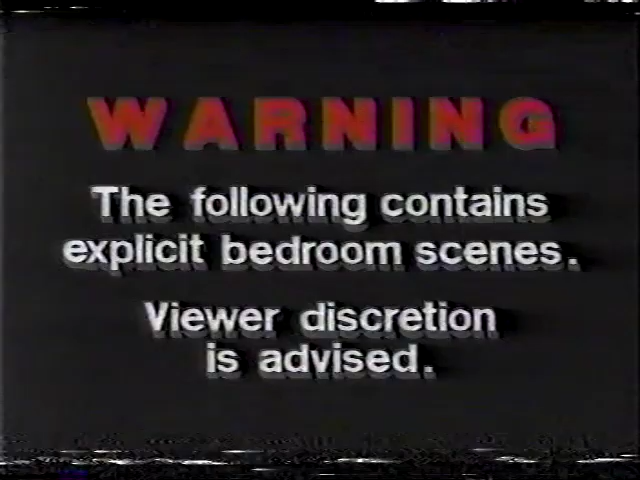 WARNING
The following contains
explicit bedroom scenes.
Viewer discretion
is advised.